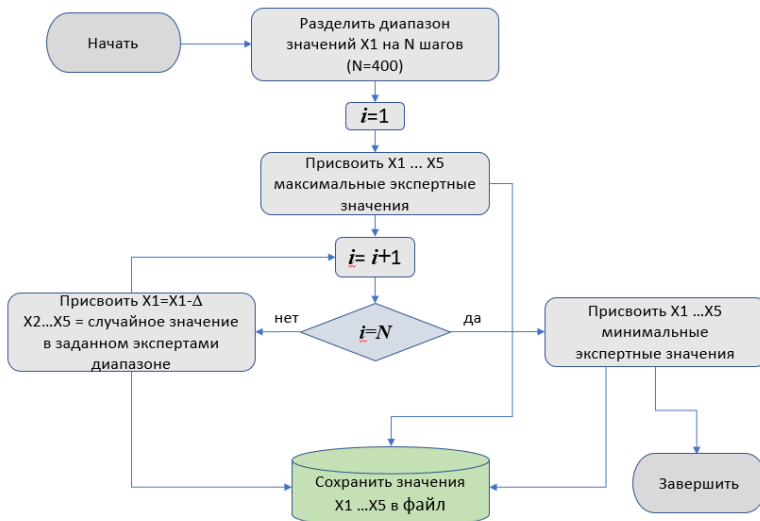 Начать
Разделить диапазон
значений X1 на N шагов
(N=400)
i=1
Присвоить X1 ... X5
максимальные экспертные
значения
i= i+1
Присвоить X1=X1-Δ
X2...X5 = случайное значение
в заданном экспертами
диапазоне
нет
i=N
да
Присвоить X1 ...X5
минимальные
экспертные значения
Сохранить значения
X1 ...X5 в файл
Завершить